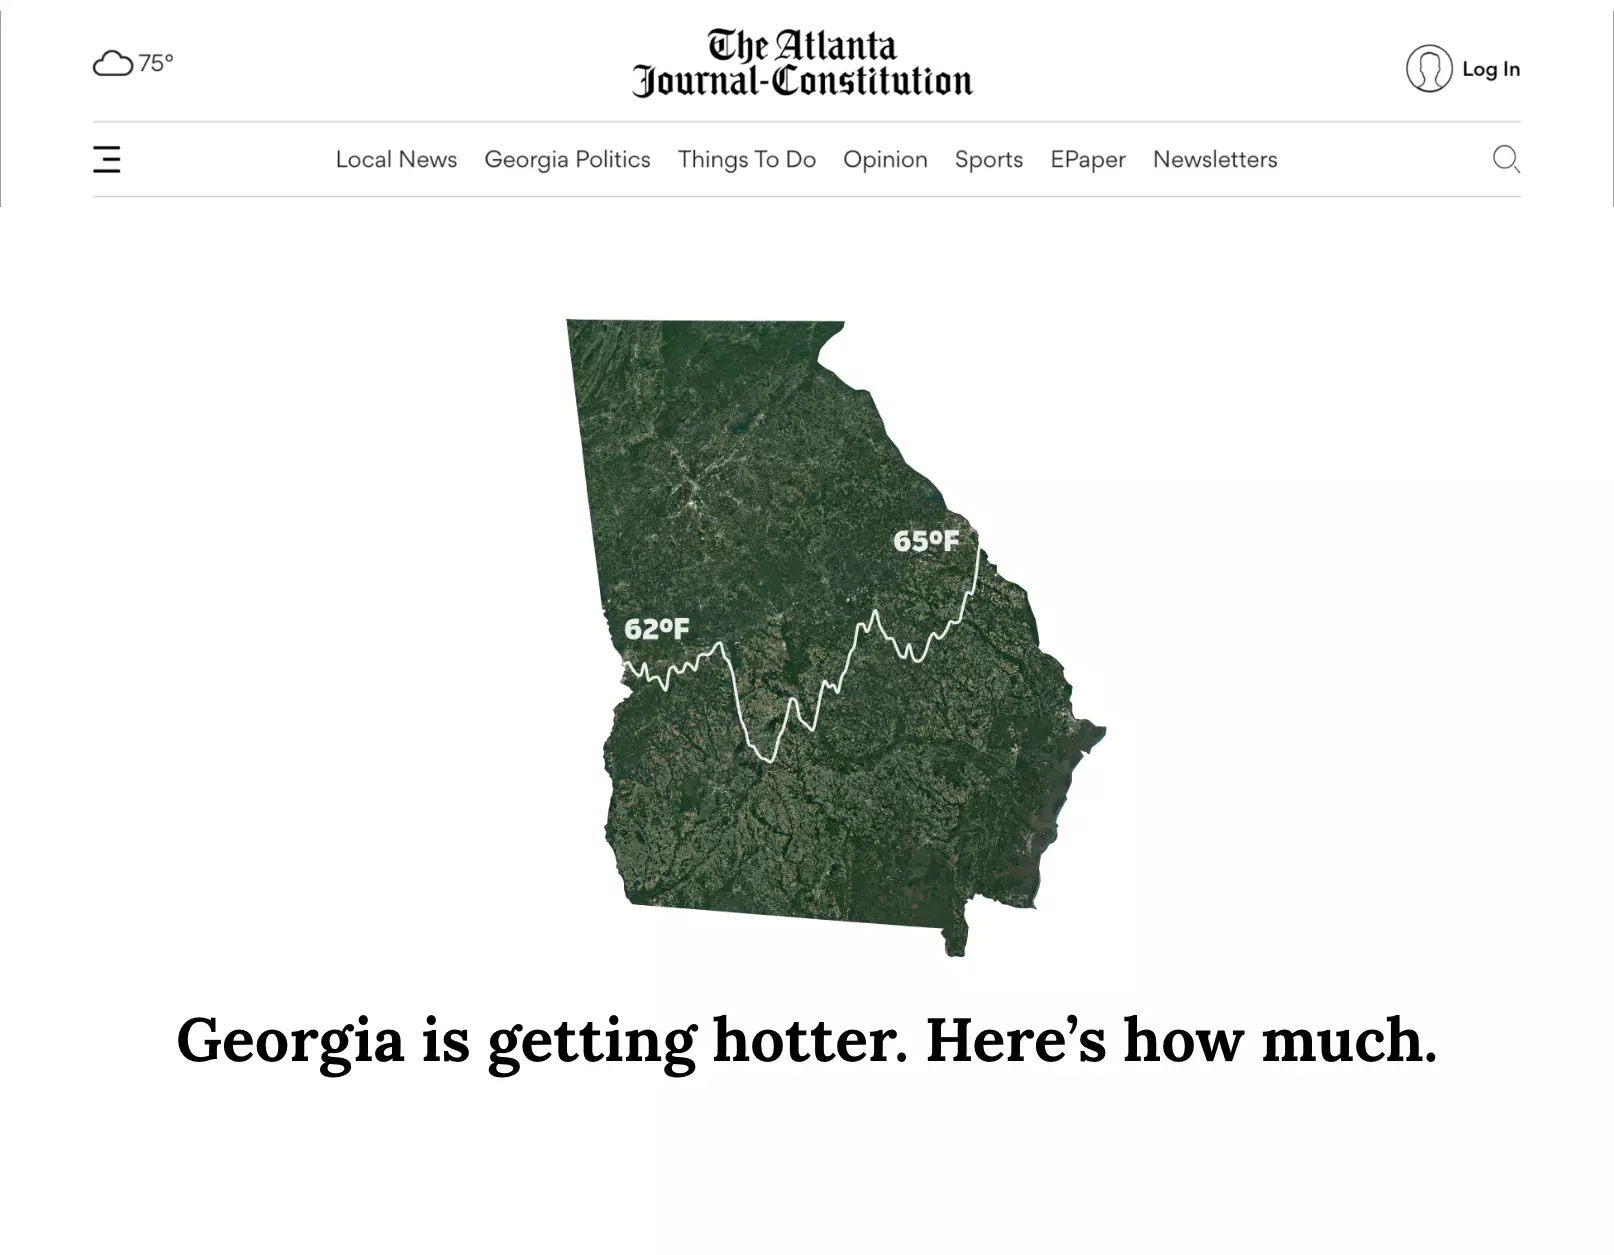 75°
The Atlanta
Journal-Constitution
Log In
Local News Georgia Politics Things To Do Opinion Sports EPaper Newsletters
65ºF
62ºF
Georgia is getting hotter. Here’s how much.